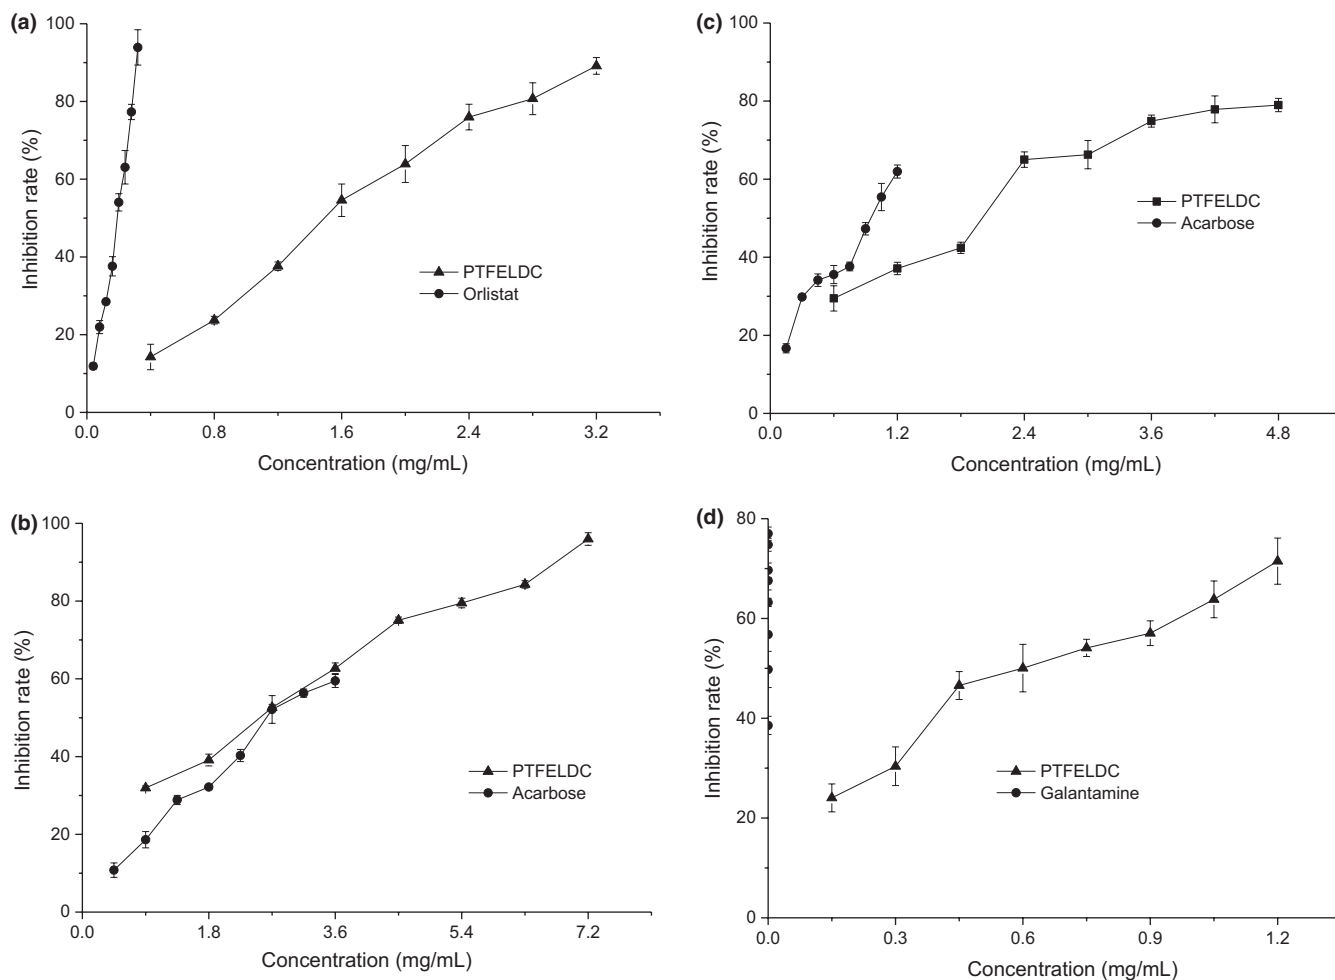 (a)
100
80
60
40
20
0
Inhibition rate (%)
PTFELDC
Orlistat
0.0 0.8 1.6 2.4 3.2
Concentration (mg/mL)
(c)
100
80
60
40
20
0
Inhibition rate (%)
PTFELDC
Acarbose
0.0 1.2 2.4 3.6 4.8
Concentration (mg/mL)
(b)
100
80
60
40
20
0
Inhibition rate (%)
PTFELDC
Acarbose
0.0 1.8 3.6 5.4 7.2
Concentration (mg/mL)
(d)
80
60
40
20
0
Inhibition rate (%)
PTFELDC
Galantamine
0.0 0.3 0.6 0.9 1.2
Concentration (mg/mL)